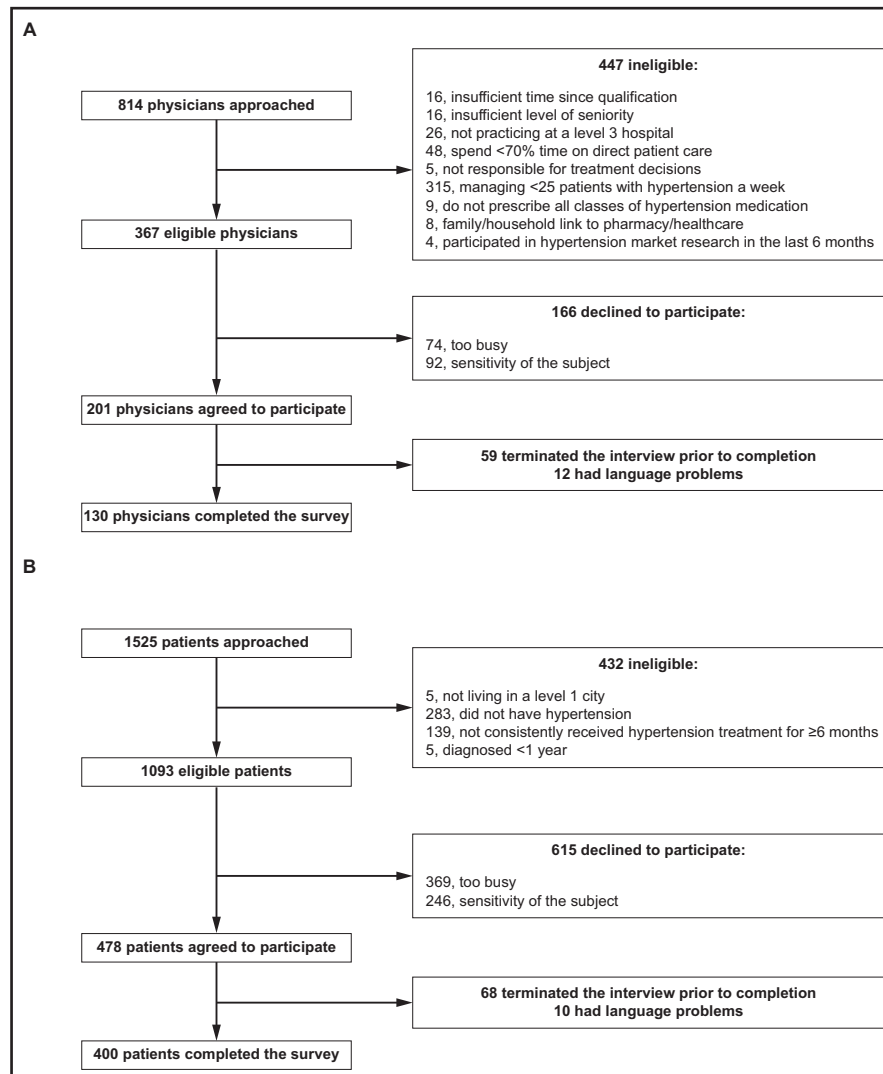 A
447 ineligible:
814 physicians approached
16, insufficient time since qualification
16, insufficient level of seniority
26, not practicing at a level 3 hospital
48, spend <70% time on direct patient care
5, not responsible for treatment decisions
315, managing <25 patients with hypertension a week
9, do not prescribe all classes of hypertension medication
8, family/household link to pharmacy/healthcare
4, participated in hypertension market research in the last 6 months
367 eligible physicians
166 declined to participate:
74, too busy
92, sensitivity of the subject
201 physicians agreed to participate
59 terminated the interview prior to completion
12 had language problems
130 physicians completed the survey
B
1525 patients approached
432 ineligible:
5, not living in a level 1 city
283, did not have hypertension
139, not consistently received hypertension treatment for ≥6 months
5, diagnosed <1 year
1093 eligible patients
615 declined to participate:
369, too busy
246, sensitivity of the subject
478 patients agreed to participate
68 terminated the interview prior to completion
10 had language problems
400 patients completed the survey